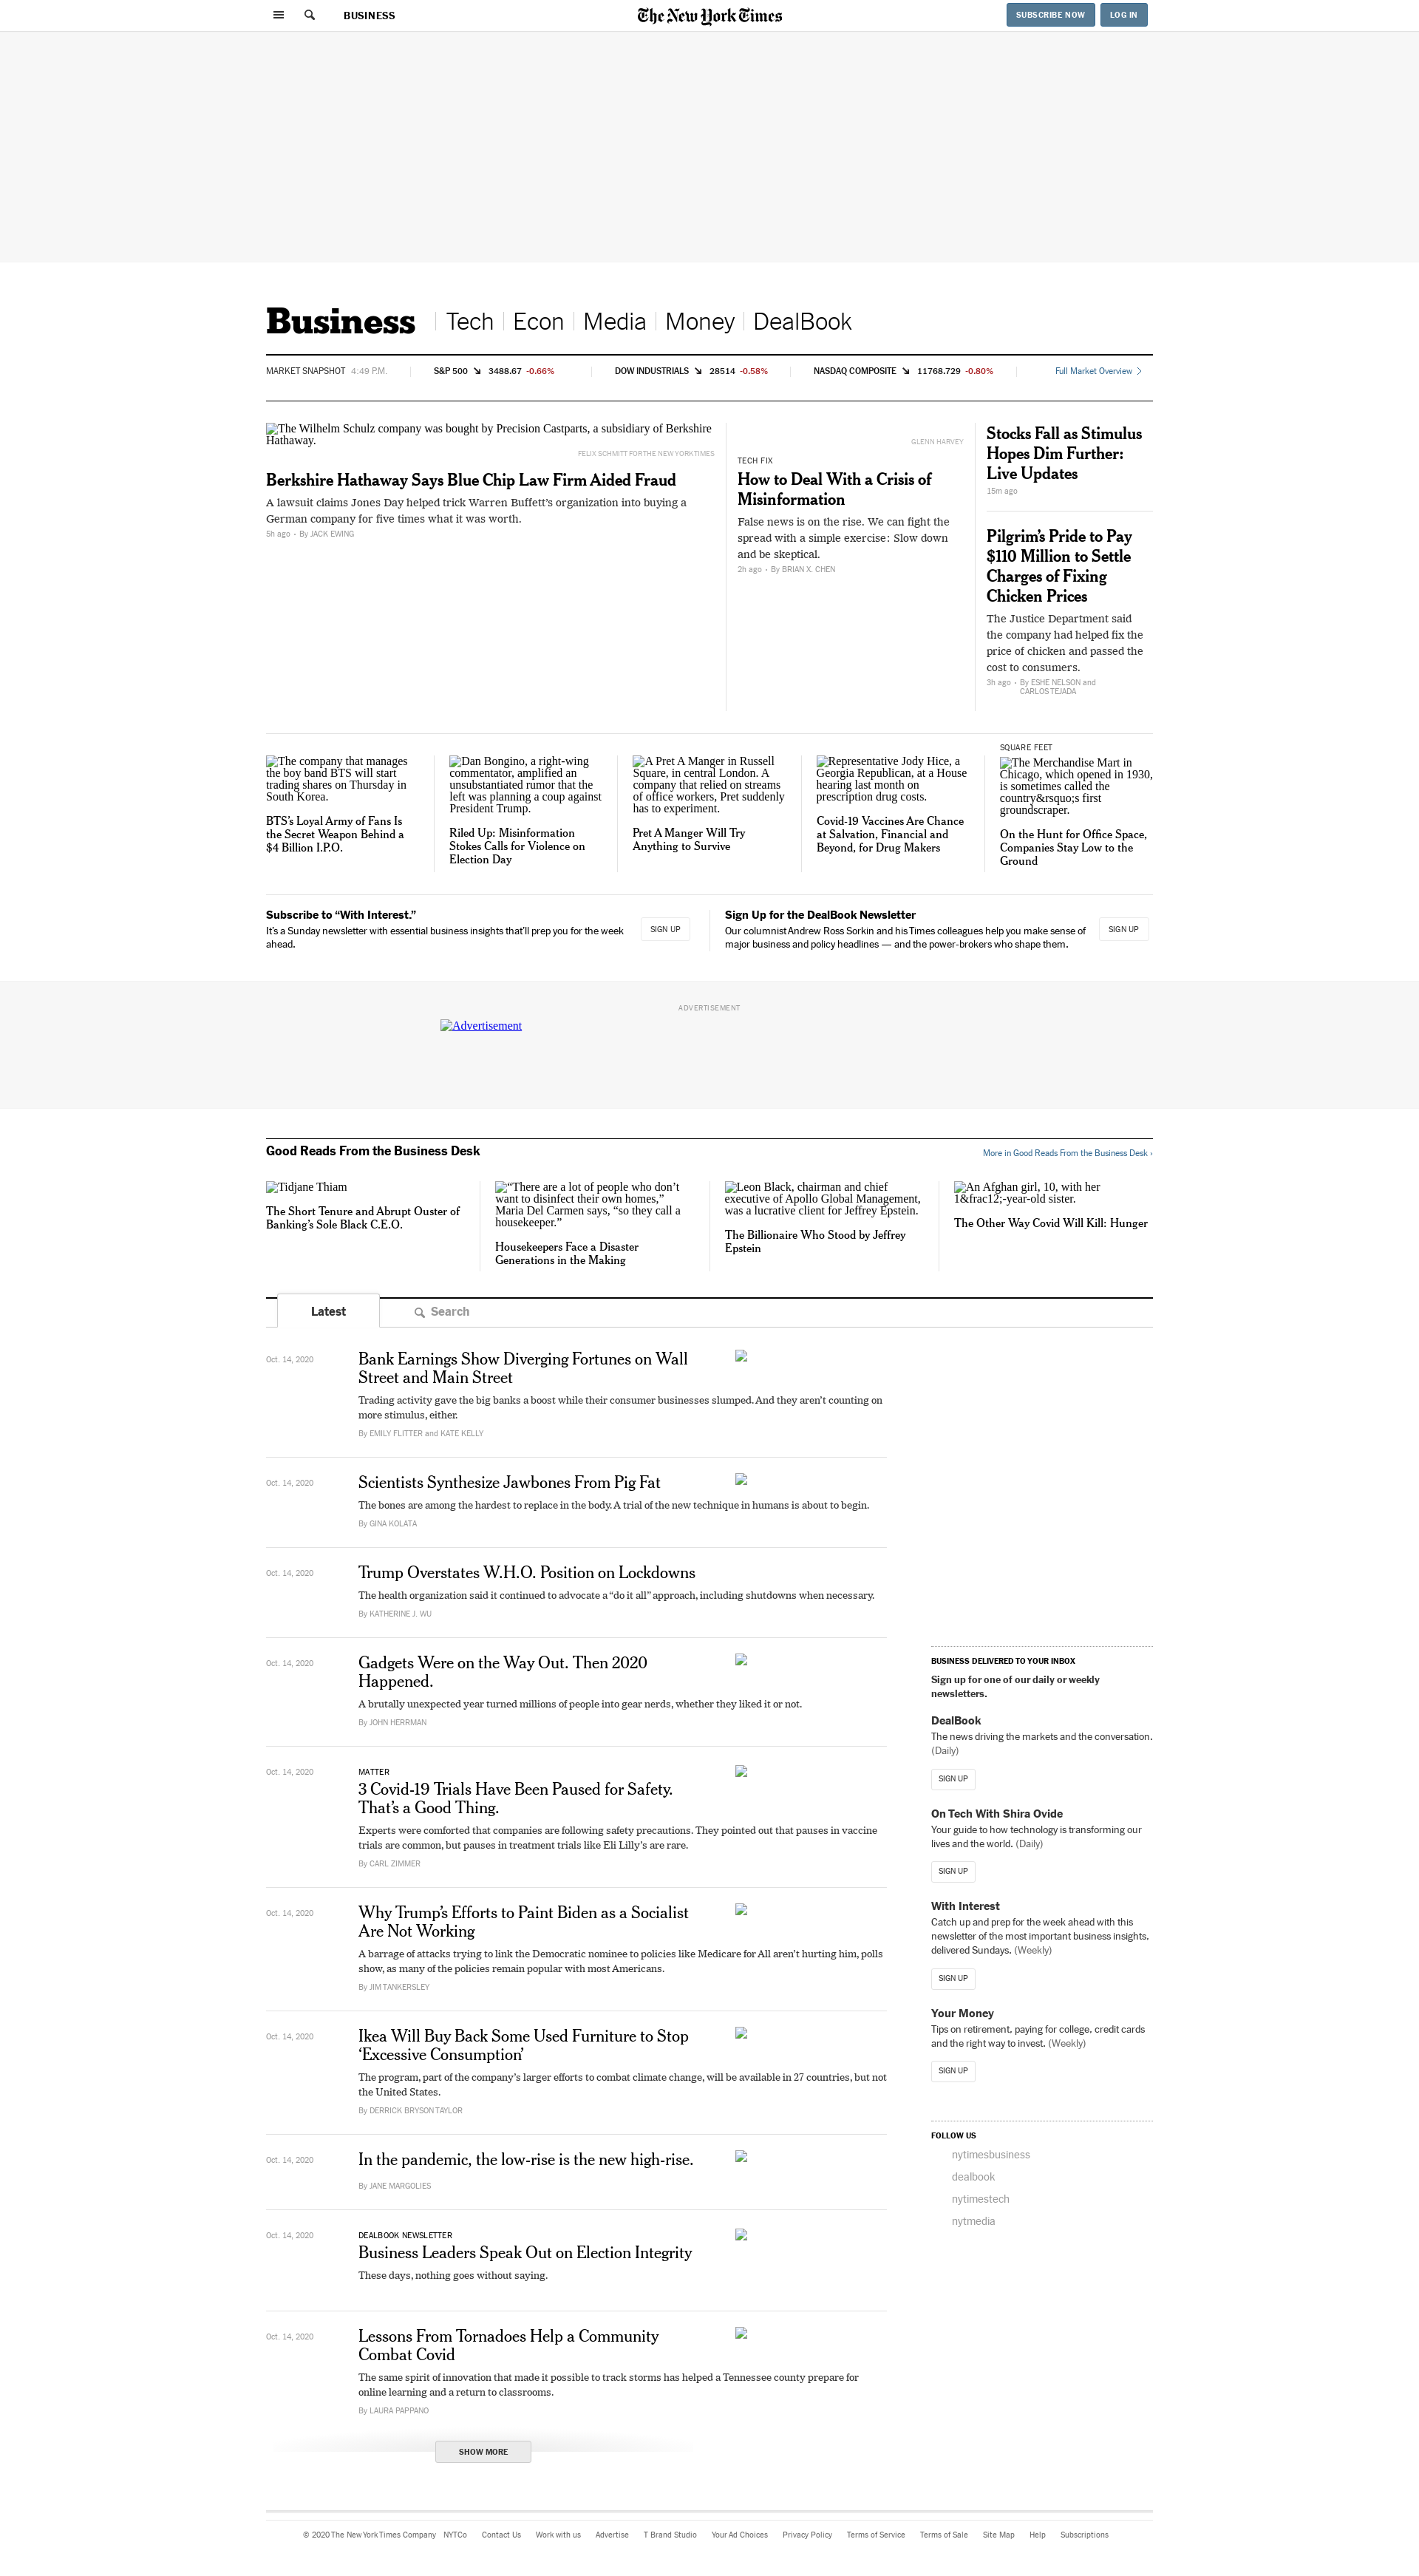 BUSINESS
The New York Times
SUBSCRIBE NOW
LOG IN
Business
Tech
Econ
Media
Money
DealBook
MARKET SNAPSHOT 4:49 P.M.
S&P 500 3488.67 -0.66%
DOW INDUSTRIALS 28514 -0.58%
NASDAQ COMPOSITE 11768.729 -0.80%
Full Market Overview
The Wilhelm Schulz company was bought by Precision Castparts, a subsidiary of Berkshire
Hathaway.
FELIX SCHMITT FOR THE NEW YORK TIMES
Berkshire Hathaway Says Blue Chip Law Firm Aided Fraud
A lawsuit claims Jones Day helped trick Warren Buffett’s organization into buying a
German company for five times what it was worth.
5h ago • By JACK EWING
GLENN HARVEY
TECH FIX
How to Deal With a Crisis of
Misinformation
False news is on the rise. We can fight the
spread with a simple exercise: Slow down
and be skeptical.
2h ago • By BRIAN X. CHEN
Stocks Fall as Stimulus
Hopes Dim Further:
Live Updates
15m ago
Pilgrim’s Pride to Pay
$110 Million to Settle
Charges of Fixing
Chicken Prices
The Justice Department said
the company had helped fix the
price of chicken and passed the
cost to consumers.
3h ago • By ESHE NELSON and
CARLOS TEJADA
The company that manages
the boy band BTS will start
trading shares on Thursday in
South Korea.
BTS’s Loyal Army of Fans Is
the Secret Weapon Behind a
$4 Billion I.P.O.
Dan Bongino, a right-wing
commentator, amplified an
unsubstantiated rumor that the
left was planning a coup against
President Trump.
Riled Up: Misinformation
Stokes Calls for Violence on
Election Day
A Pret A Manger in Russell
Square, in central London. A
company that relied on streams
of office workers, Pret suddenly
has to experiment.
Pret A Manger Will Try
Anything to Survive
Representative Jody Hice, a
Georgia Republican, at a House
hearing last month on
prescription drug costs.
Covid-19 Vaccines Are Chance
at Salvation, Financial and
Beyond, for Drug Makers
SQUARE FEET
The Merchandise Mart in
Chicago, which opened in 1930,
is sometimes called the
country&rsquo;s first
groundscraper.
On the Hunt for Office Space,
Companies Stay Low to the
Ground
Subscribe to “With Interest.”
It’s a Sunday newsletter with essential business insights that’ll prep you for the week
ahead.
SIGN UP
Sign Up for the DealBook Newsletter
Our columnist Andrew Ross Sorkin and his Times colleagues help you make sense of
major business and policy headlines — and the power-brokers who shape them.
SIGN UP
ADVERTISEMENT
Advertisement
Good Reads From the Business Desk
More in Good Reads From the Business Desk ›
Tidjane Thiam
The Short Tenure and Abrupt Ouster of
Banking’s Sole Black C.E.O.
“There are a lot of people who don’t
want to disinfect their own homes,”
Maria Del Carmen says, “so they call a
housekeeper.”
Housekeepers Face a Disaster
Generations in the Making
Leon Black, chairman and chief
executive of Apollo Global Management,
was a lucrative client for Jeffrey Epstein.
The Billionaire Who Stood by Jeffrey
Epstein
An Afghan girl, 10, with her
1&frac12;-year-old sister.
The Other Way Covid Will Kill: Hunger
Latest
Search
Oct. 14, 2020
Bank Earnings Show Diverging Fortunes on Wall
Street and Main Street
Trading activity gave the big banks a boost while their consumer businesses slumped. And they aren’t counting on
more stimulus, either.
By EMILY FLITTER and KATE KELLY
Oct. 14, 2020
Scientists Synthesize Jawbones From Pig Fat
The bones are among the hardest to replace in the body. A trial of the new technique in humans is about to begin.
By GINA KOLATA
Oct. 14, 2020
Trump Overstates W.H.O. Position on Lockdowns
The health organization said it continued to advocate a “do it all” approach, including shutdowns when necessary.
By KATHERINE J. WU
Oct. 14, 2020
Gadgets Were on the Way Out. Then 2020
Happened.
A brutally unexpected year turned millions of people into gear nerds, whether they liked it or not.
By JOHN HERRMAN
Oct. 14, 2020
MATTER
3 Covid-19 Trials Have Been Paused for Safety.
That’s a Good Thing.
Experts were comforted that companies are following safety precautions. They pointed out that pauses in vaccine
trials are common, but pauses in treatment trials like Eli Lilly’s are rare.
By CARL ZIMMER
Oct. 14, 2020
Why Trump’s Efforts to Paint Biden as a Socialist
Are Not Working
A barrage of attacks trying to link the Democratic nominee to policies like Medicare for All aren’t hurting him, polls
show, as many of the policies remain popular with most Americans.
By JIM TANKERSLEY
Oct. 14, 2020
Ikea Will Buy Back Some Used Furniture to Stop
‘Excessive Consumption’
The program, part of the company’s larger efforts to combat climate change, will be available in 27 countries, but not
the United States.
By DERRICK BRYSON TAYLOR
Oct. 14, 2020
In the pandemic, the low-rise is the new high-rise.
By JANE MARGOLIES
Oct. 14, 2020
DEALBOOK NEWSLETTER
Business Leaders Speak Out on Election Integrity
These days, nothing goes without saying.
Oct. 14, 2020
Lessons From Tornadoes Help a Community
Combat Covid
The same spirit of innovation that made it possible to track storms has helped a Tennessee county prepare for
online learning and a return to classrooms.
By LAURA PAPPANO
SHOW MORE
BUSINESS DELIVERED TO YOUR INBOX
Sign up for one of our daily or weekly
newsletters.
DealBook
The news driving the markets and the conversation.
(Daily)
SIGN UP
On Tech With Shira Ovide
Your guide to how technology is transforming our
lives and the world. (Daily)
SIGN UP
With Interest
Catch up and prep for the week ahead with this
newsletter of the most important business insights,
delivered Sundays. (Weekly)
SIGN UP
Your Money
Tips on retirement, paying for college, credit cards
and the right way to invest. (Weekly)
SIGN UP
FOLLOW US
nytimesbusiness
dealbook
nytimestech
nytmedia
© 2020 The New York Times Company NYTCo Contact Us Work with us Advertise T Brand Studio Your Ad Choices Privacy Policy Terms of Service Terms of Sale Site Map Help Subscriptions